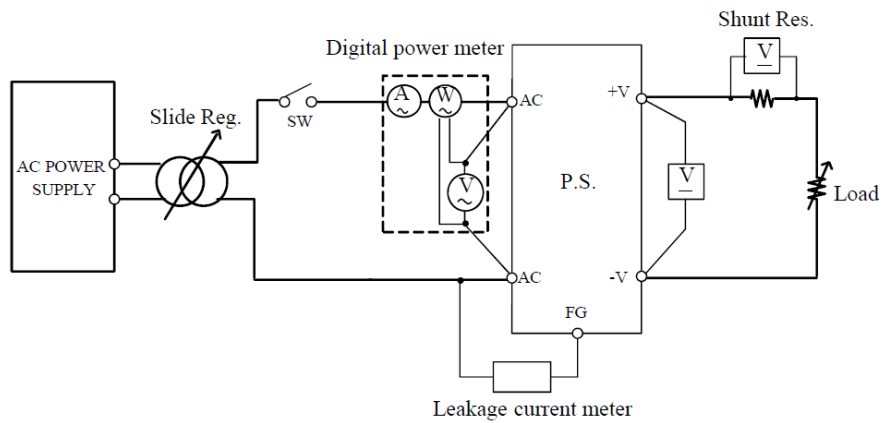 Shunt Res.
V
Digital power meter
A
W
AC
+V
SW
Slide Reg.
AC POWER
SUPPLY
V
P.S.
V
Load
AC
-V
FG
Leakage current meter